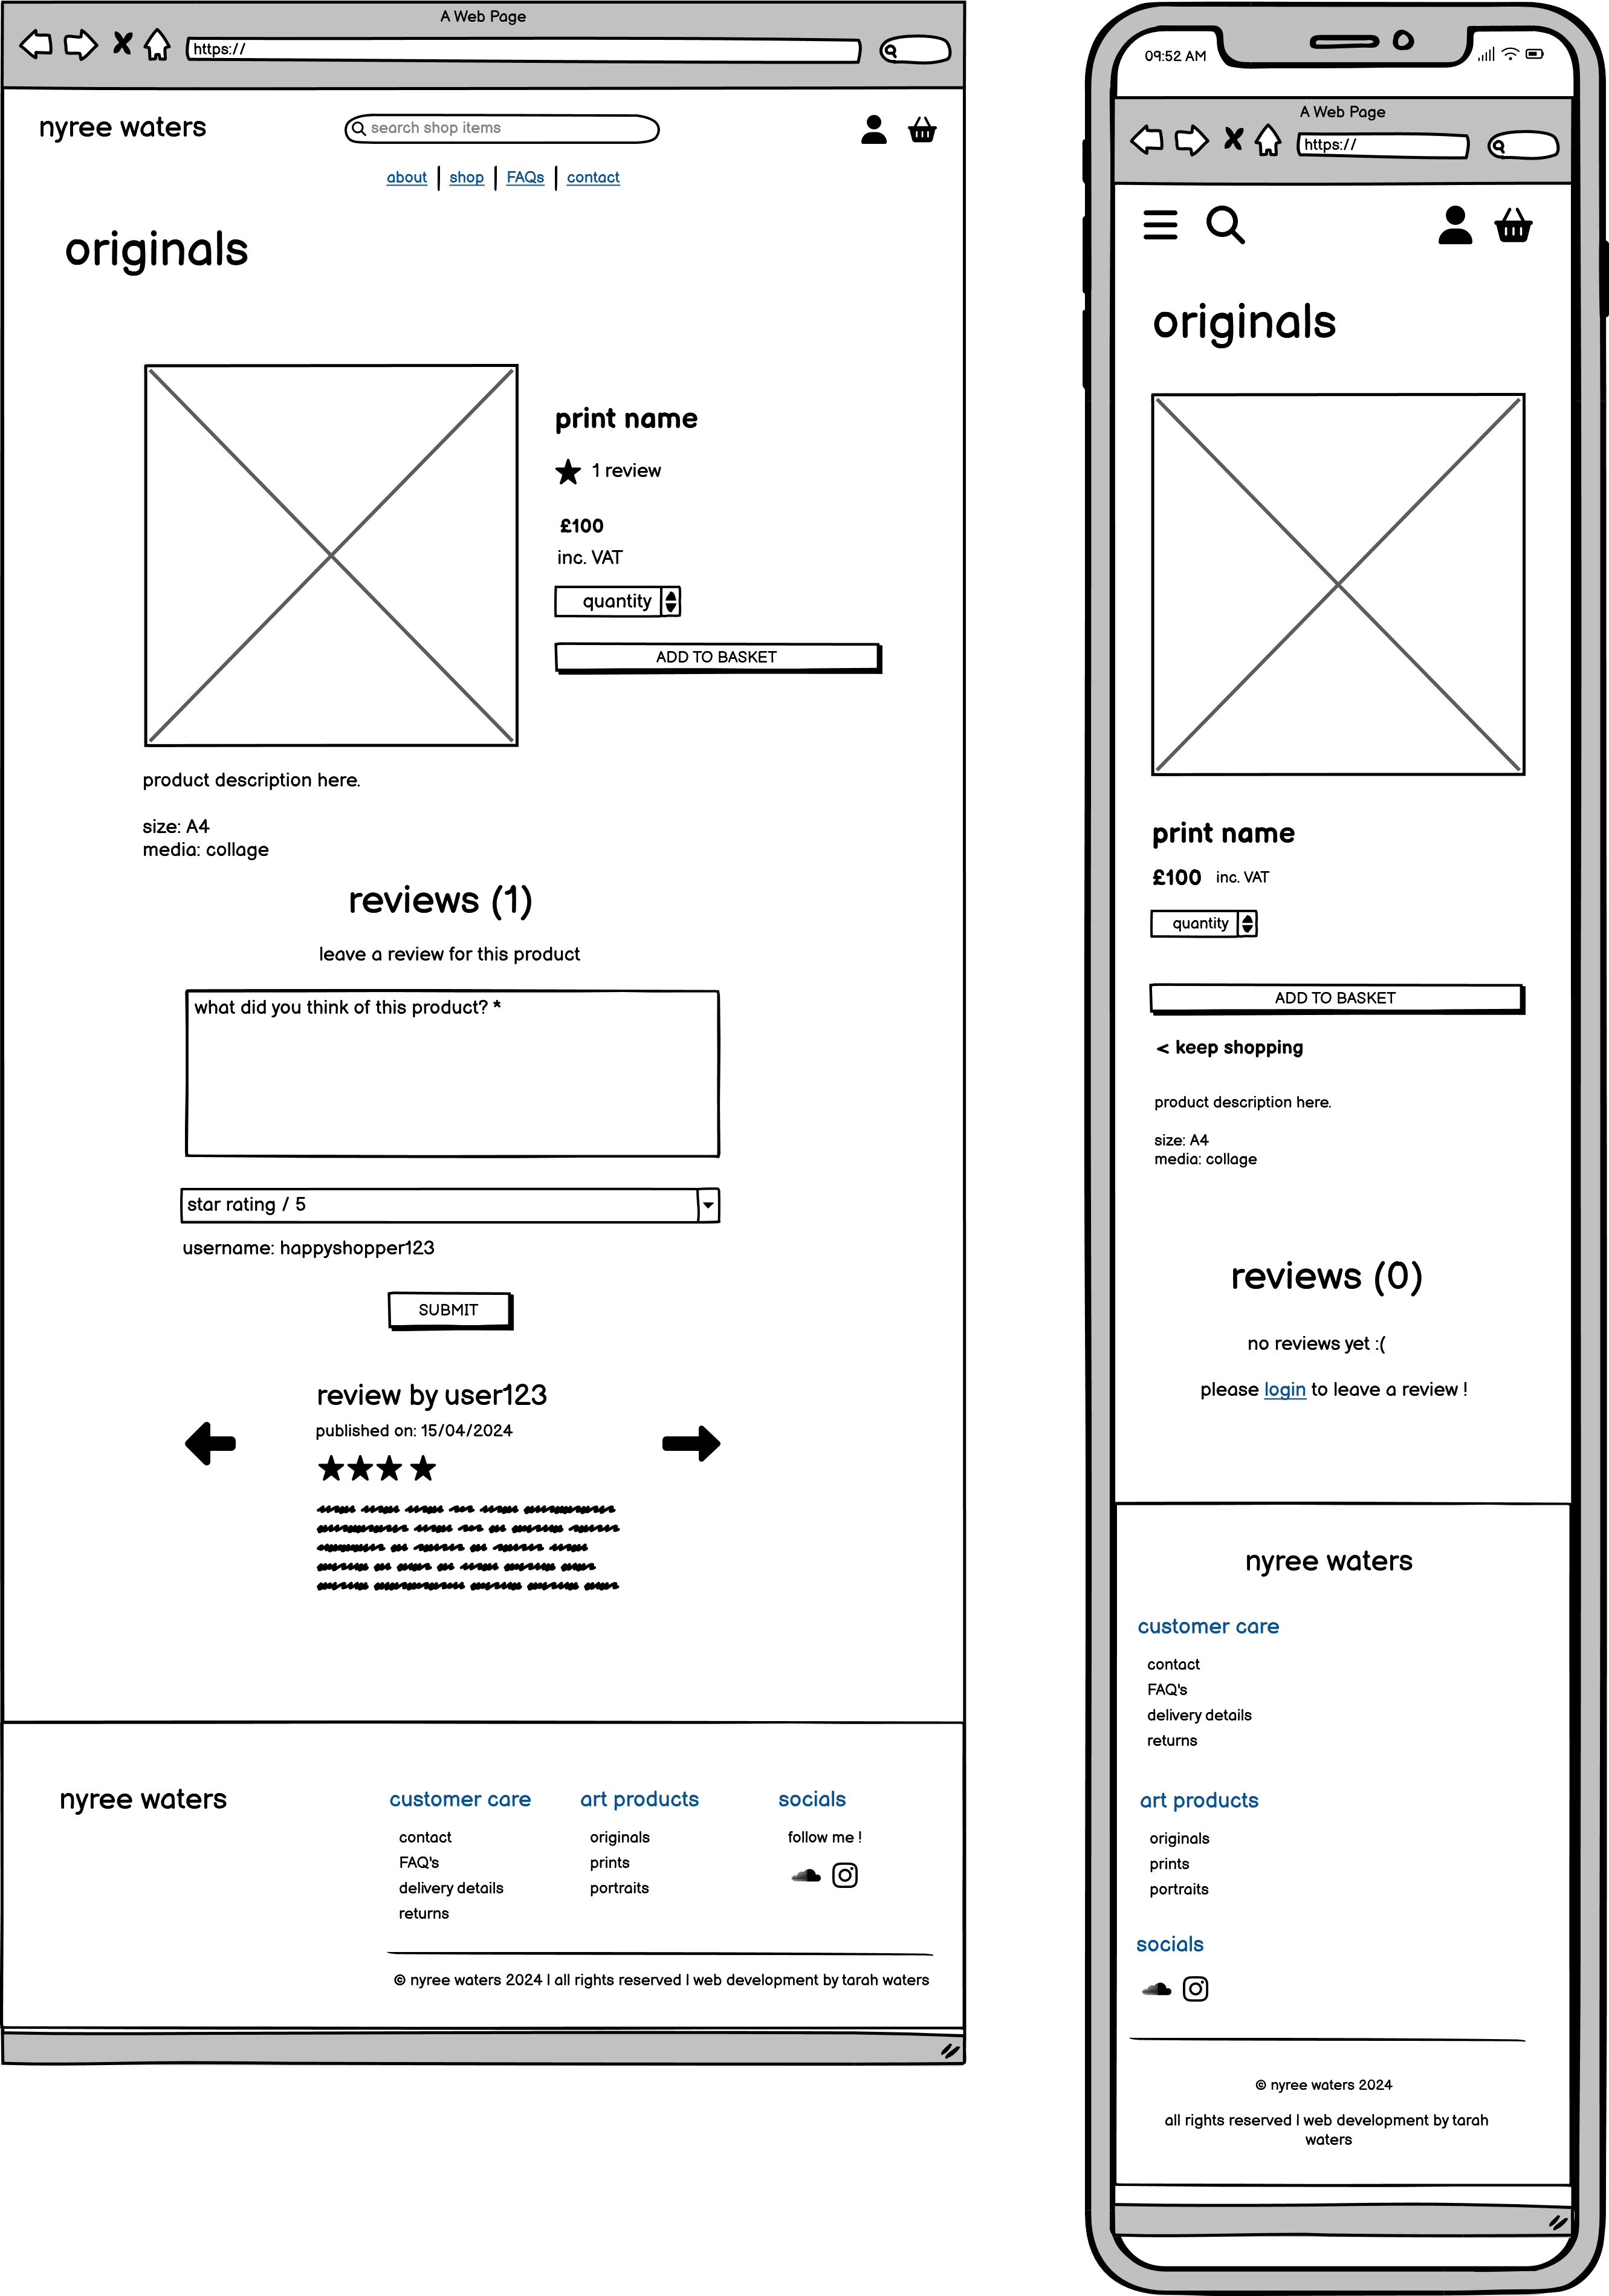 A Web Page
https://
nyree waters
search shop items
about
shop
FAQs
contact
originals
print name
1 review
£100
inc. VAT
quantity
ADD TO BASKET
product description here.
size: A4
media: collage
reviews (1)
leave a review for this product
what did you think of this product? *
star rating / 5
username: happyshopper123
SUBMIT
review by user123
published on: 15/04/2024
nyree waters
customer care
contact
FAQ's
delivery details
returns
art products
originals
prints
portraits
socials
follow me !
© nyree waters 2024 | all rights reserved | web development by tarah waters
09:52 AM
A Web Page
https://
originals
print name
£100 inc. VAT
quantity
ADD TO BASKET
< keep shopping
product description here.
size: A4
media: collage
reviews (0)
no reviews yet :(
please login to leave a review !
nyree waters
customer care
contact
FAQ's
delivery details
returns
art products
originals
prints
portraits
socials
© nyree waters 2024
all rights reserved | web development by tarah
waters